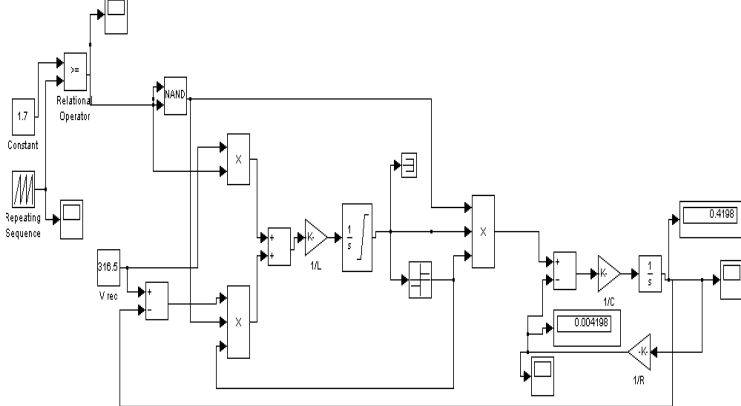 >=
NAND
Relational
Operator
1.7
Constant
X
Repeating
Sequence
0.4198
+
+
K-
1
s
X
1/L
316.5
V rec
+
−
X
+
−
K-
1
s
1/C
0.004198
-K-
1/R